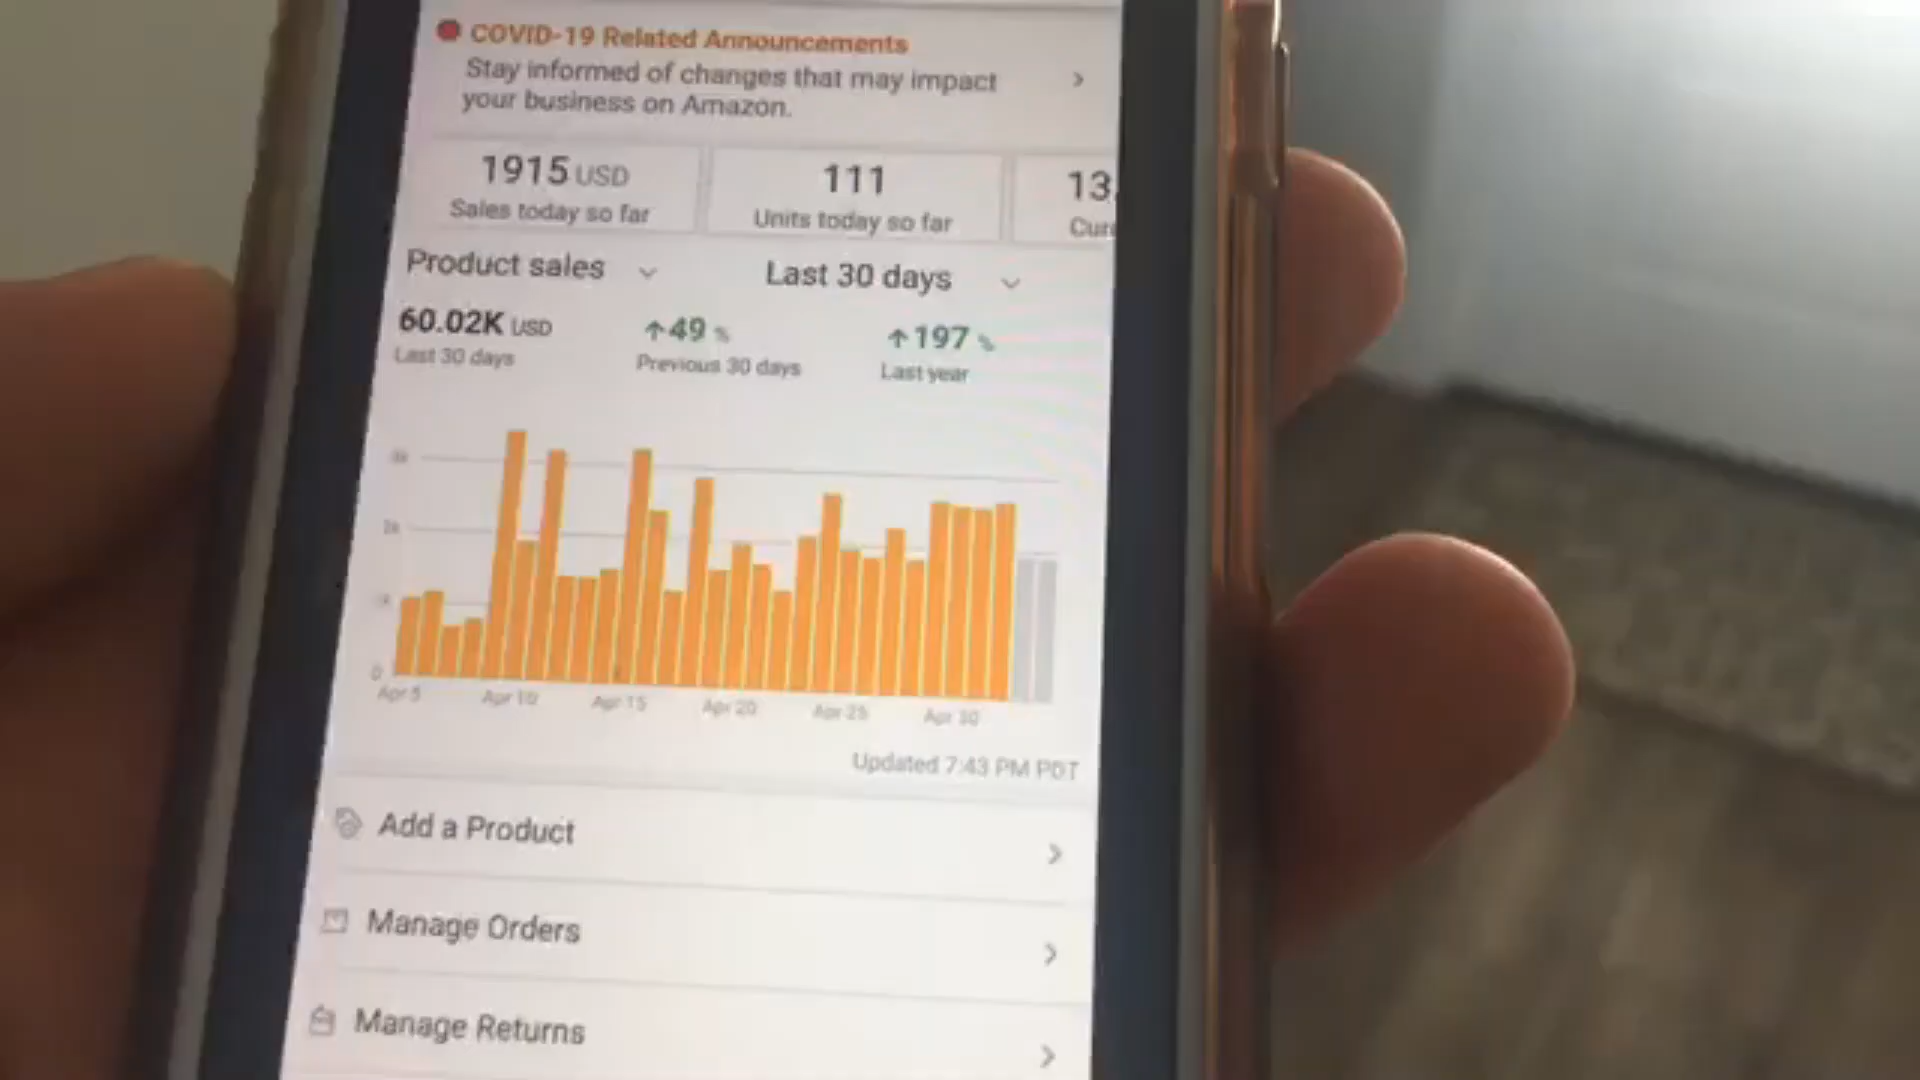 COVID-19 Related Announcements
Stay informed of changes that may impact
your business on Amazon.
1915 USD
Sales today so far
111
Units today so far
13.
Product sales
Last 30 days
60.02K USD
Last 30 days
↑49 %
Previous 30 days
↑197 %
Last year
0
Apr 5
Apr 10
Apr 15
Apr 20
Apr 25
Apr 30
Updated 7:43 PM PDT
Add a Product
Manage Orders
Manage Returns